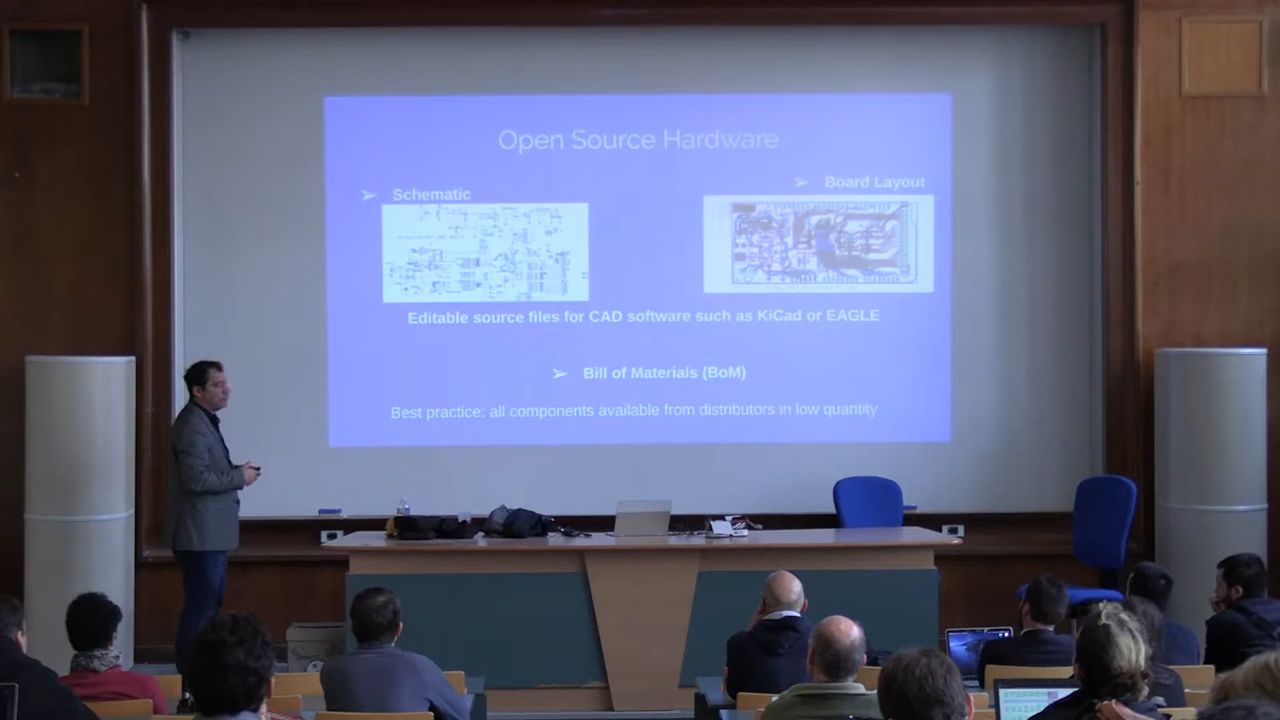 Open Source Hardware
➢ Schematic
➢ Board Layout
Editable source files for CAD software such as KiCad or EAGLE
➢ Bill of Materials (BoM)
Best practice: all components available from distributors in low quantity